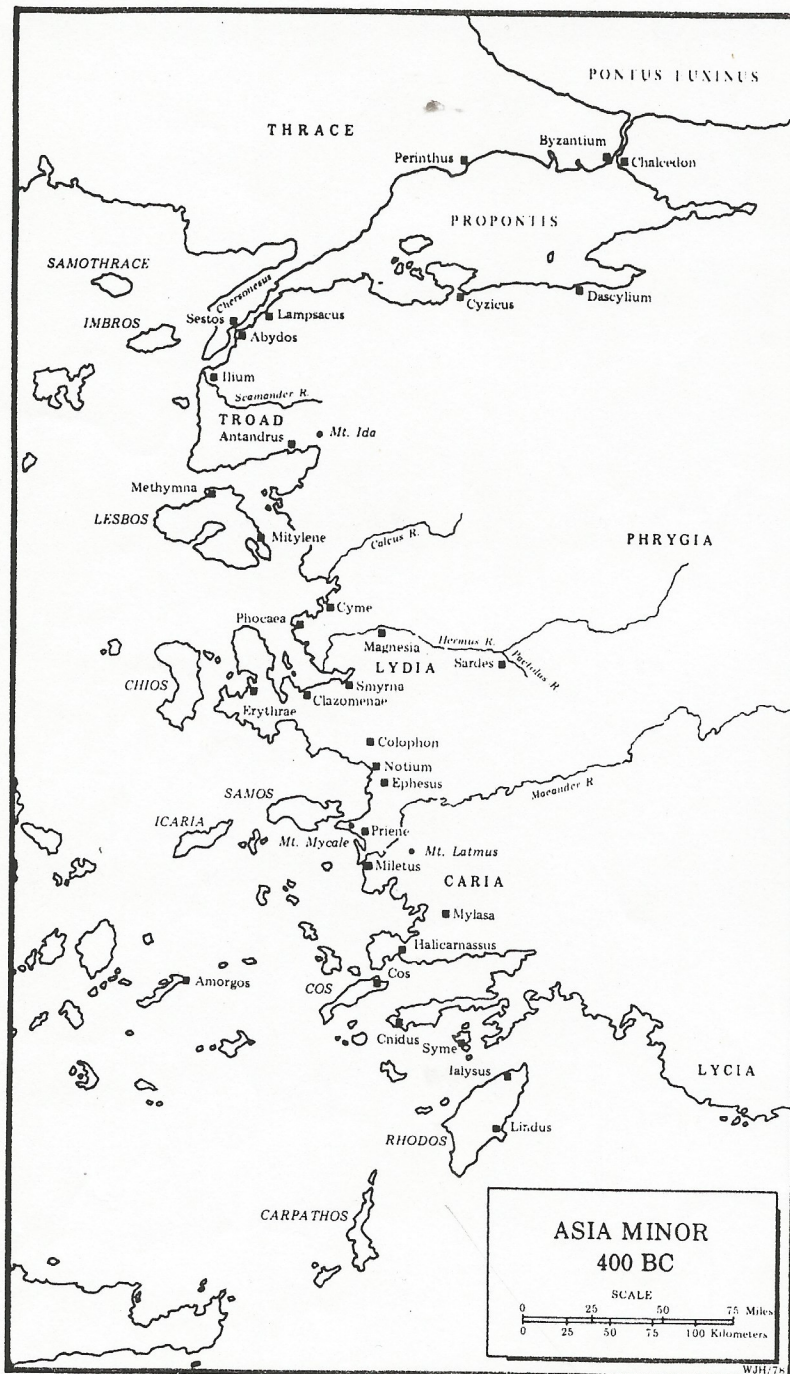 PONTUS EUXINUS
THRACE
Byzantium
Perinthus
Chalcedon
PROPONTIS
SAMOTHRACE
Chersonesus
Cyzicus
Dascylium
Sestos
Lampsacus
IMBROS
Abydos
Ilium
Scamander R.
TROAD
Antandrus
Mt. Ida
Methymna
LESBOS
Mitylene
Caicus R.
PHRYGIA
Cyme
Phocaea
Magnesia
Hermus R.
Pactolus R
LYDIA
Sardes
CHIOS
Smyrna
Erythrae
Clazomenae
Colophon
Notium
Ephesus
Maeander R
SAMOS
ICARIA
Mt. Mycale
Priene
Mt. Latmus
Miletus
CARIA
Mylasa
Halicarnassus
Amorgos
COS
Cos
Cnidus
Syme
Ialysus
LYCIA
RHODOS
Lindus
CARPATHOS
ASIA MINOR
400 BC
SCALE
0 25 50 75 Miles
0 25 50 75 100 Kilometers
WJH/78